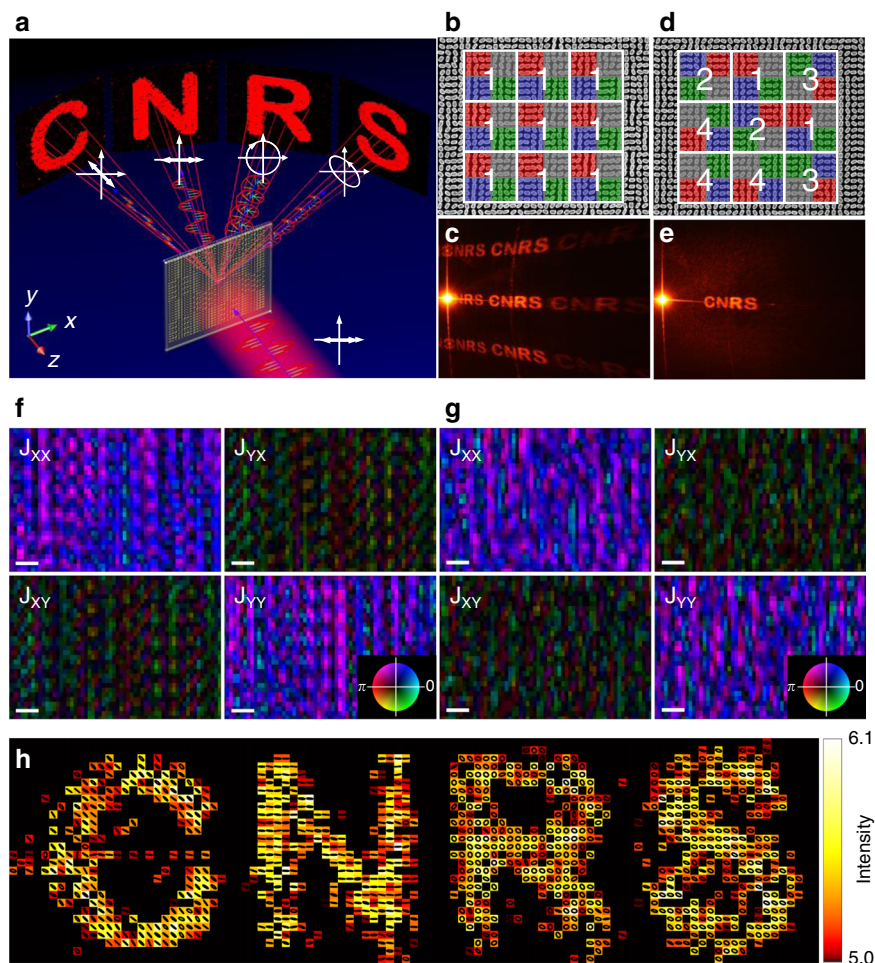 a
b
d
C N R S
y
x
z
1 1 1
1 1 1
1 1 1
2 1 3
4 2 1
4 4 3
c
e
CNRS CNRS CNRS
NRS CNRS CNRS
CNRS CNRS
CNRS
f
g
J_XX
J_YX
J_XX
J_YX
J_XY
J_YY
π 0
J_XY
J_YY
π 0
h
C N R S
6.1
Intensity
5.0